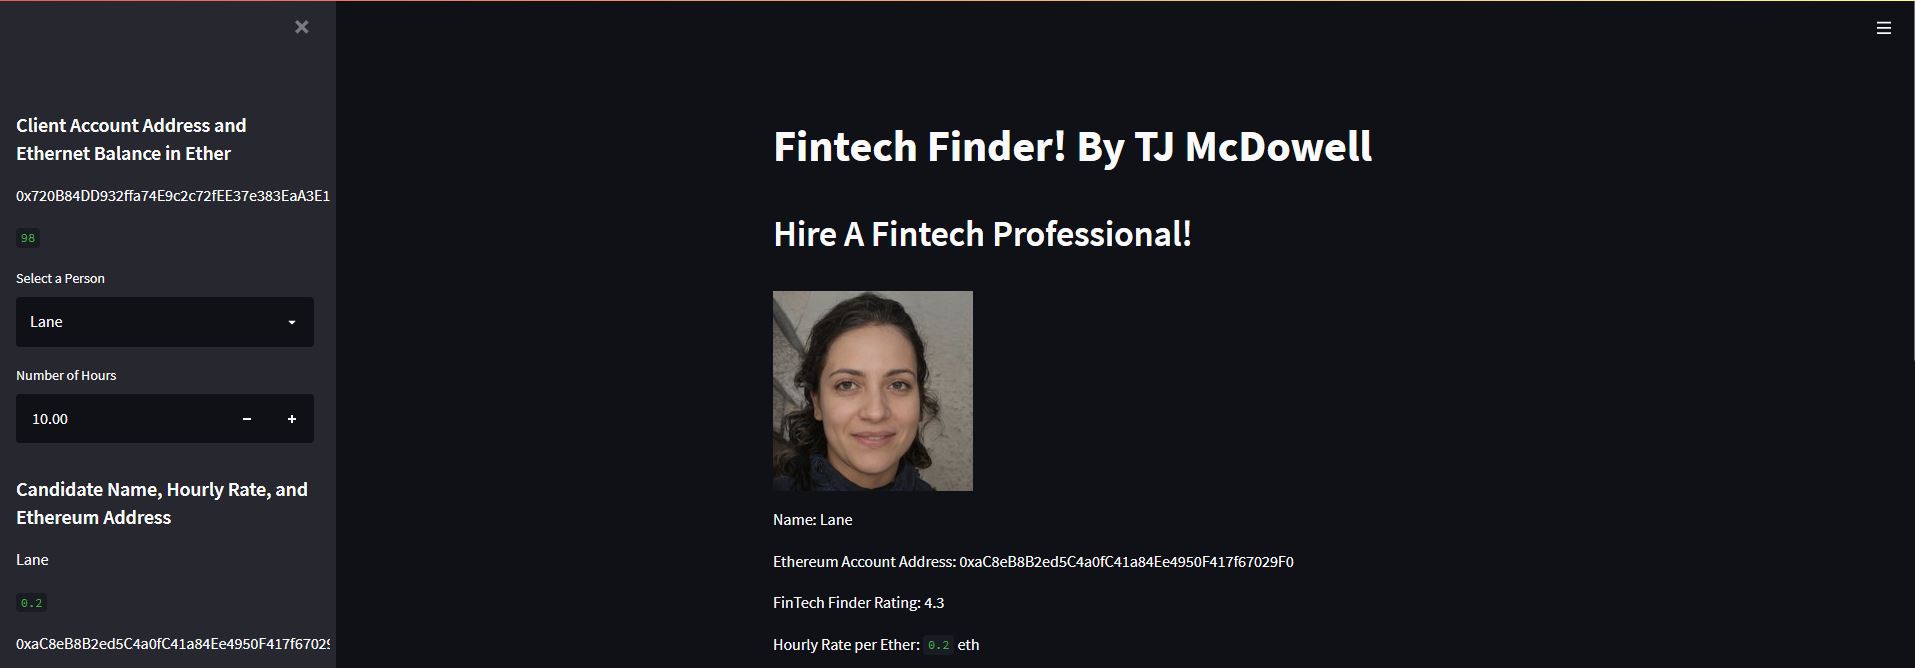 Client Account Address and
Ethernet Balance in Ether
0x720B84DD932ffa74E9c2c72fEE37e383EaA3E1
98
Select a Person
Lane
Number of Hours
10.00
Candidate Name, Hourly Rate, and
Ethereum Address
Lane
0.2
0xaC8eB8B2ed5C4a0fC41a84Ee4950F417f6702
Fintech Finder! By TJ McDowell
Hire A Fintech Professional!
Name: Lane
Ethereum Account Address: 0xaC8eB8B2ed5C4a0fC41a84Ee4950F417f67029F0
FinTech Finder Rating: 4.3
Hourly Rate per Ether: 0.2 eth